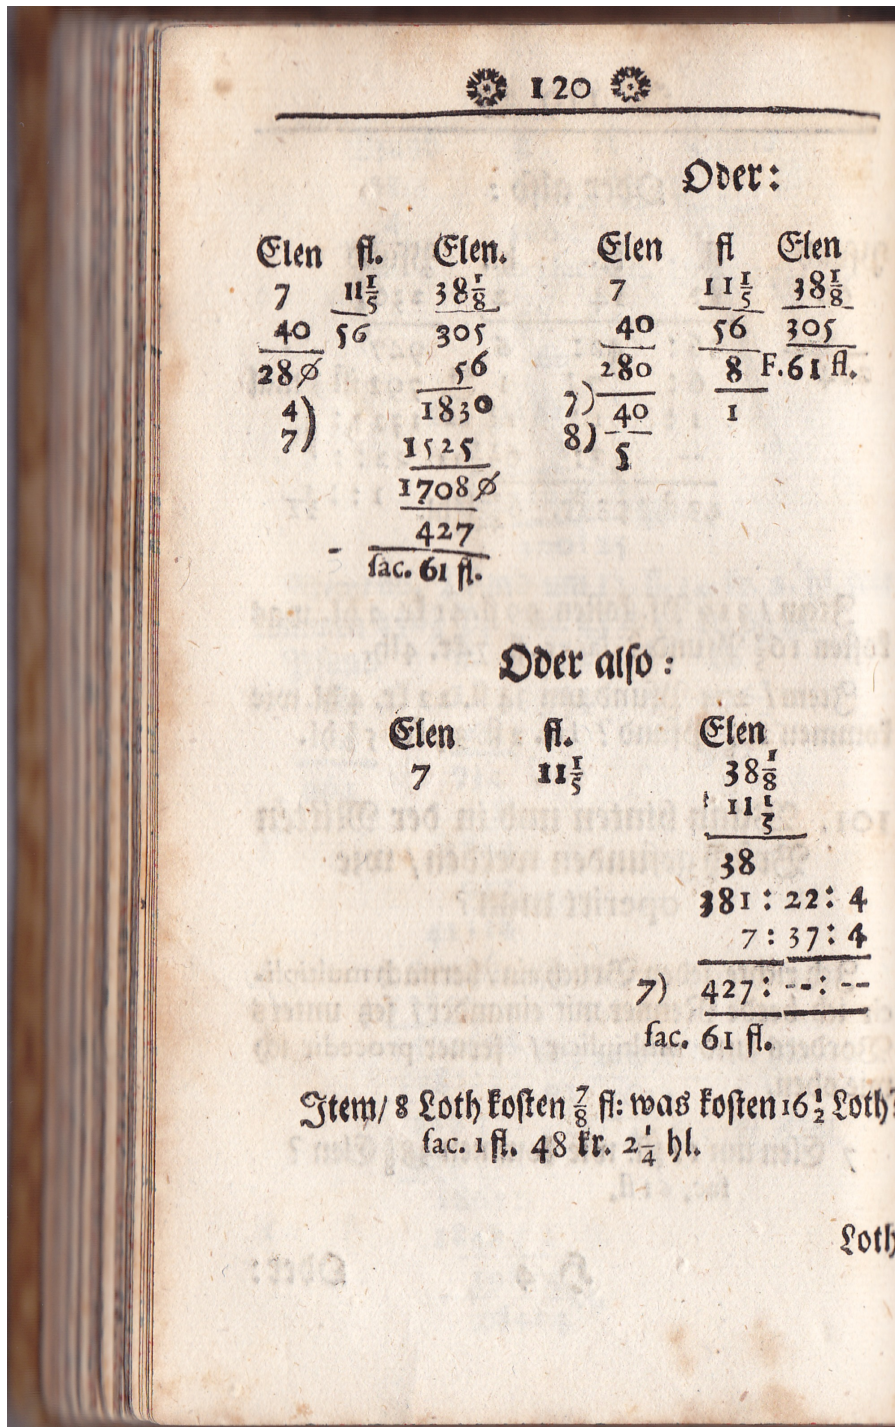 120
Oder:
Elen fl. Elen. Elen fl Elen
7 11 1/5 38 1/8 7 11 1/5 38 1/8
40 56 305 40 56 305
280 56 280 8 F. 61 fl.
4) 1830 7) 40 1
7) 1525 8) 5
17080
427
fac. 61 fl.
Oder also:
Elen fl. Elen
7 11 1/5 38 1/8
11 1/5
38
381: 22: 4
7: 37: 4
7) 427: --: --
fac. 61 fl.
Item/ 8 Loth kosten 7/8 fl: was kosten 16 1/2 Loth?
fac. 1 fl. 48 kr. 2 1/4 hl.
Loth